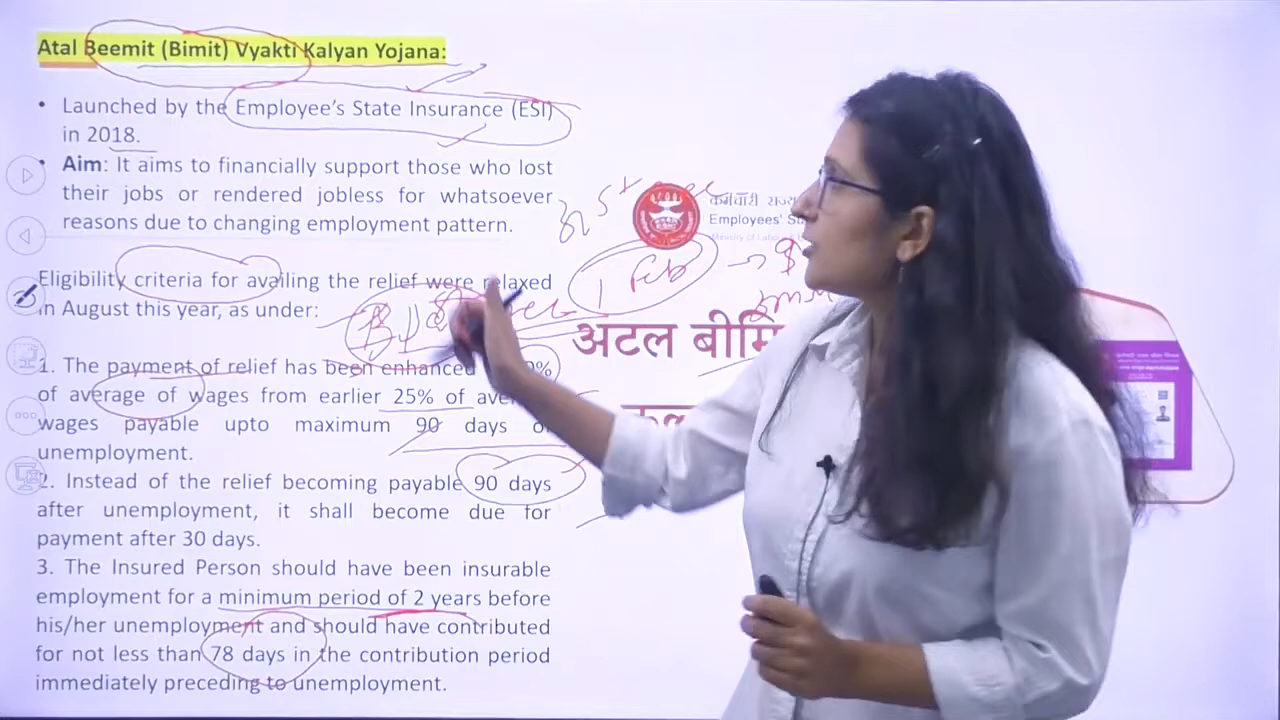 Atal Beemit (Bimit) Vyakti Kalyan Yojana:
• Launched by the Employee's State Insurance (ESI)
in 2018.
• Aim: It aims to financially support those who lost
their jobs or rendered jobless for whatsoever
reasons due to changing employment pattern.
Eligibility criteria for availing the relief were relaxed
in August this year, as under:
1. The payment of relief has been enhanced
of average of wages from earlier 25% of
wages payable upto maximum 90 days
unemployment.
2. Instead of the relief becoming payable 90 days
after unemployment, it shall become due for
payment after 30 days.
3. The Insured Person should have been insurable
employment for a minimum period of 2 years before
his/her unemployment and should have contributed
for not less than 78 days in the contribution period
immediately preceding to unemployment.
कर्मचारी
Employees'
Ministry of
Feb
अटल